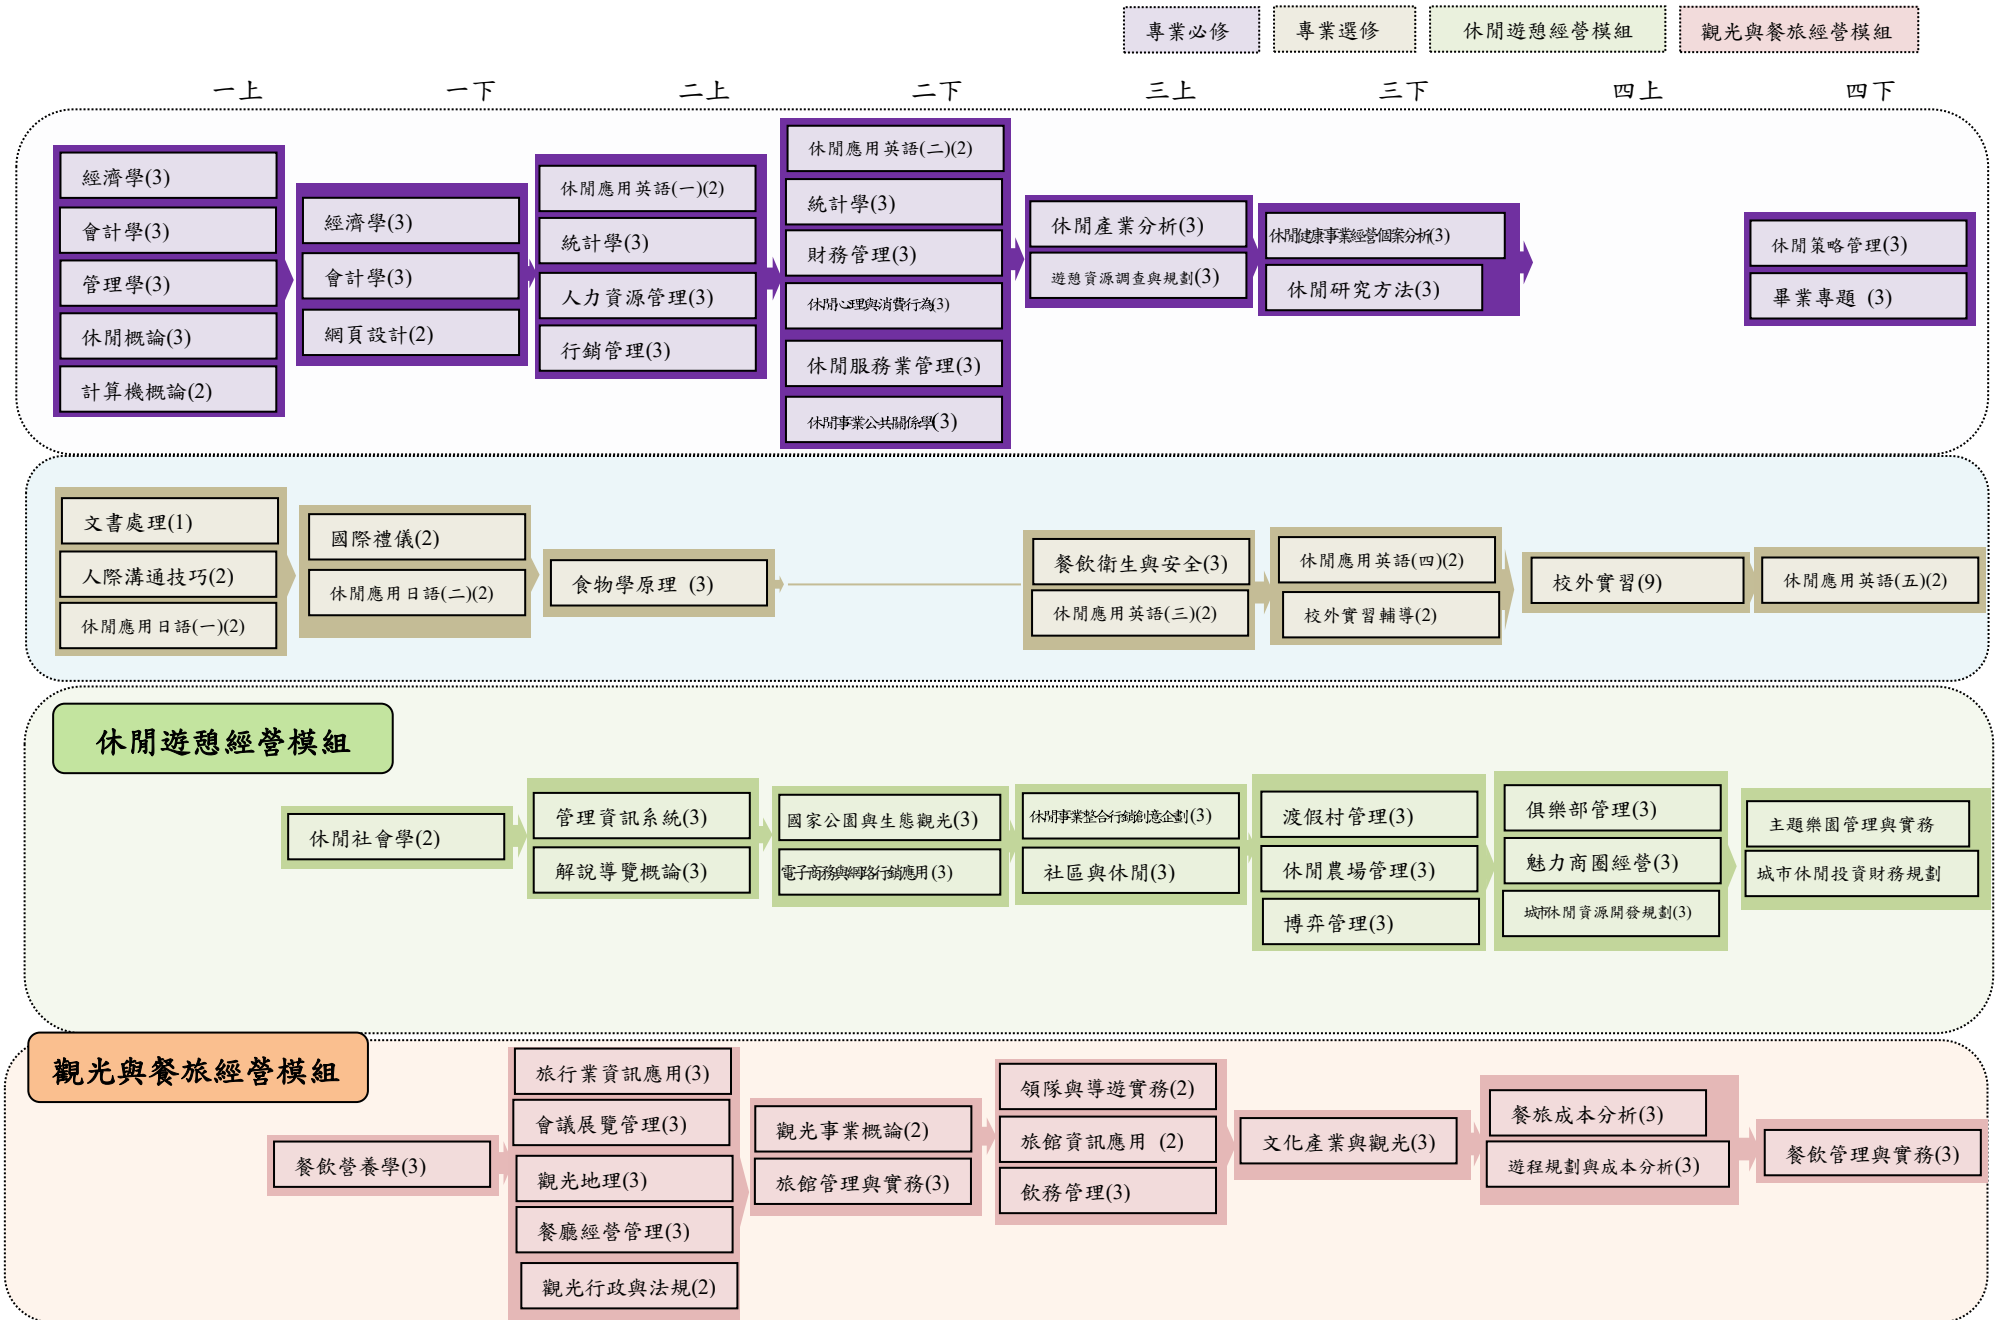 專業必修
專業選修
休閒遊憩經營模組
觀光與餐旅經營模組
一上
一下
二上
二下
三上
三下
四上
四下
經濟學(3)
會計學(3)
管理學(3)
休閒概論(3)
計算機概論(2)
經濟學(3)
會計學(3)
網頁設計(2)
休閒應用英語(一)(2)
統計學(3)
人力資源管理(3)
行銷管理(3)
休閒應用英語(二)(2)
統計學(3)
財務管理(3)
休閒心理與消費行為(3)
休閒服務業管理(3)
休閒事業公共關係學(3)
休閒產業分析(3)
遊憩資源調查與規劃(3)
休閒健康事業經營個案分析(3)
休閒研究方法(3)
休閒策略管理(3)
畢業專題 (3)
文書處理(1)
人際溝通技巧(2)
休閒應用日語(一)(2)
國際禮儀(2)
休閒應用日語(二)(2)
食物學原理 (3)
餐飲衛生與安全(3)
休閒應用英語(三)(2)
休閒應用英語(四)(2)
校外實習輔導(2)
校外實習(9)
休閒應用英語(五)(2)
休閒遊憩經營模組
休閒社會學(2)
管理資訊系統(3)
解說導覽概論(3)
國家公園與生態觀光(3)
電子商務與網路行銷應用(3)
休閒事業整合行銷創意企劃(3)
社區與休閒(3)
渡假村管理(3)
休閒農場管理(3)
博弈管理(3)
俱樂部管理(3)
魅力商圈經營(3)
城市休閒資源開發規劃(3)
主題樂園管理與實務
城市休閒投資財務規劃
觀光與餐旅經營模組
餐飲營養學(3)
旅行業資訊應用(3)
會議展覽管理(3)
觀光地理(3)
餐廳經營管理(3)
觀光行政與法規(2)
觀光事業概論(2)
旅館管理與實務(3)
領隊與導遊實務(2)
旅館資訊應用 (2)
飲務管理(3)
文化產業與觀光(3)
餐旅成本分析(3)
遊程規劃與成本分析(3)
餐飲管理與實務(3)